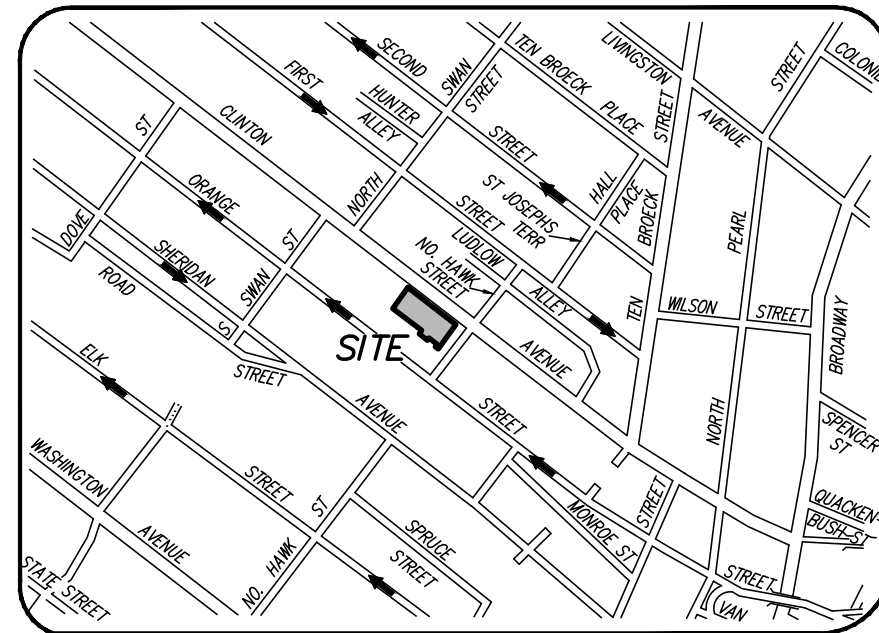 SECOND
LIVINGSTON
COLONIE
STREET
TEN BROECK PLACE
SWAN
STREET
FIRST
HUNTER
ALLEY
STREET
AVENUE
ST
CLINTON
STREET
HALL
PLACE
ST JOSEPHS
TERR
NORTH
ORANGE
STREET
LUDLOW
BROECK
PEARL
DOVE
SHERIDAN
ST
NO. HAWK
STREET
ALLEY
TEN
WILSON
STREET
BROADWAY
ROAD
SWAN
S
SITE
AVENUE
ELK
STREET
AVENUE
STREET
NORTH
SPENCER
ST
WASHINGTON
STREET
ST
MONROE ST
STREET
QUACKEN-
BUSH ST
AVENUE
NO. HAWK
SPRUCE
STREET
STREET
STATE STREET
VAN